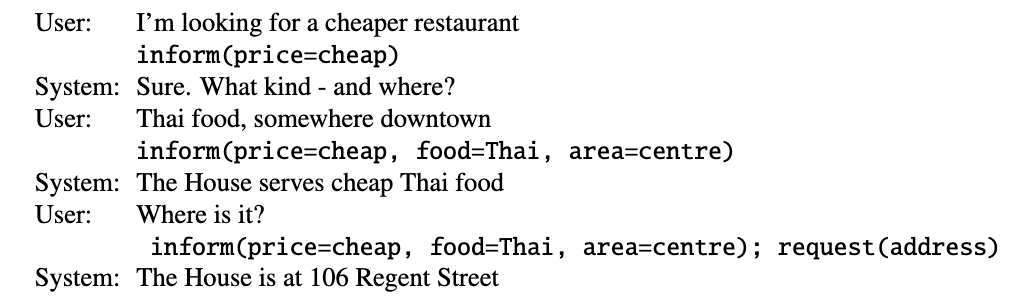 User: I'm looking for a cheaper restaurant
inform(price=cheap)
System: Sure. What kind - and where?
User: Thai food, somewhere downtown
inform(price=cheap, food=Thai, area=centre)
System: The House serves cheap Thai food
User: Where is it?
inform(price=cheap, food=Thai, area=centre); request(address)
System: The House is at 106 Regent Street